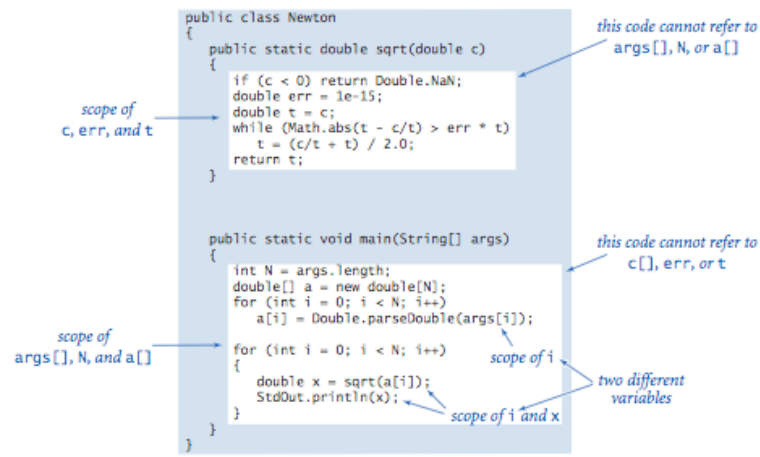 public class Newton
{
public static double sqrt(double c)
{
if (c < 0) return Double.NaN;
double err = 1e-15;
double t = c;
while (Math.abs(t - c/t) > err * t)
t = (c/t + t) / 2.0;
return t;
}
this code cannot refer to
args[], N, or a[]
scope of
c, err, and t
public static void main(String[] args)
{
int N = args.length;
double[] a = new double[N];
for (int i = 0; i < N; i++)
a[i] = Double.parseDouble(args[i]);
for (int i = 0; i < N; i++)
{
double x = sqrt(a[i]);
StdOut.println(x);
}
}
}
this code cannot refer to
c[], err, or t
scope of
args[], N, and a[]
scope of i
two different
variables
scope of i and x